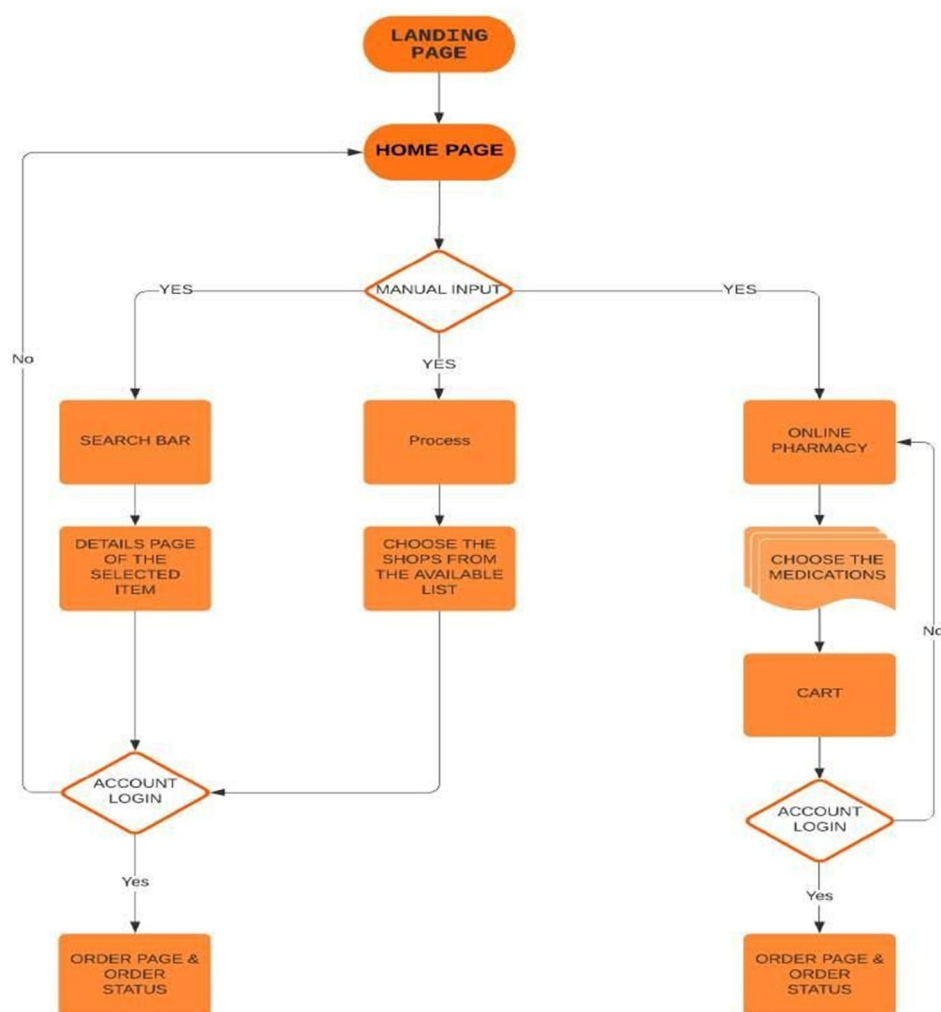 LANDING
PAGE
HOME PAGE
MANUAL INPUT
YES
YES
YES
No
SEARCH BAR
Process
ONLINE
PHARMACY
DETAILS PAGE
OF THE
SELECTED
ITEM
CHOOSE THE
SHOPS FROM
THE AVAILABLE
LIST
CHOOSE THE
MEDICATIONS
No
CART
ACCOUNT
LOGIN
ACCOUNT
LOGIN
Yes
Yes
ORDER PAGE &
ORDER
STATUS
ORDER PAGE &
ORDER
STATUS